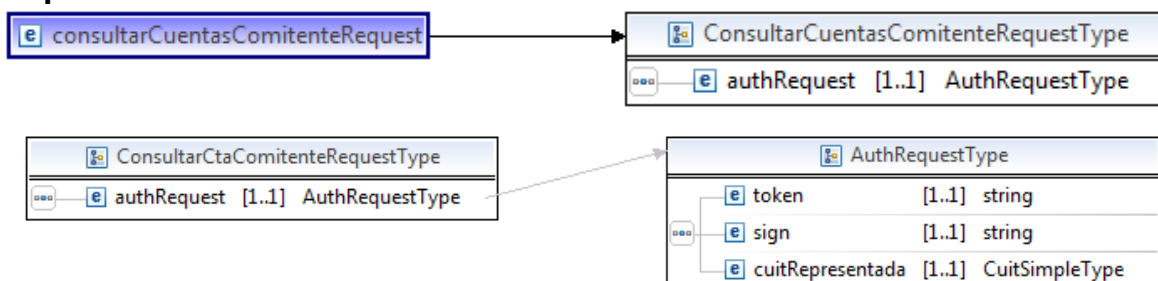 consultarCuentasComitenteRequest
ConsultarCuentasComitenteRequestType
authRequest [1..1] AuthRequestType
ConsultarCtaComitenteRequestType
authRequest [1..1] AuthRequestType
AuthRequestType
token [1..1] string
sign [1..1] string
cuitRepresentada [1..1] CuitSimpleType